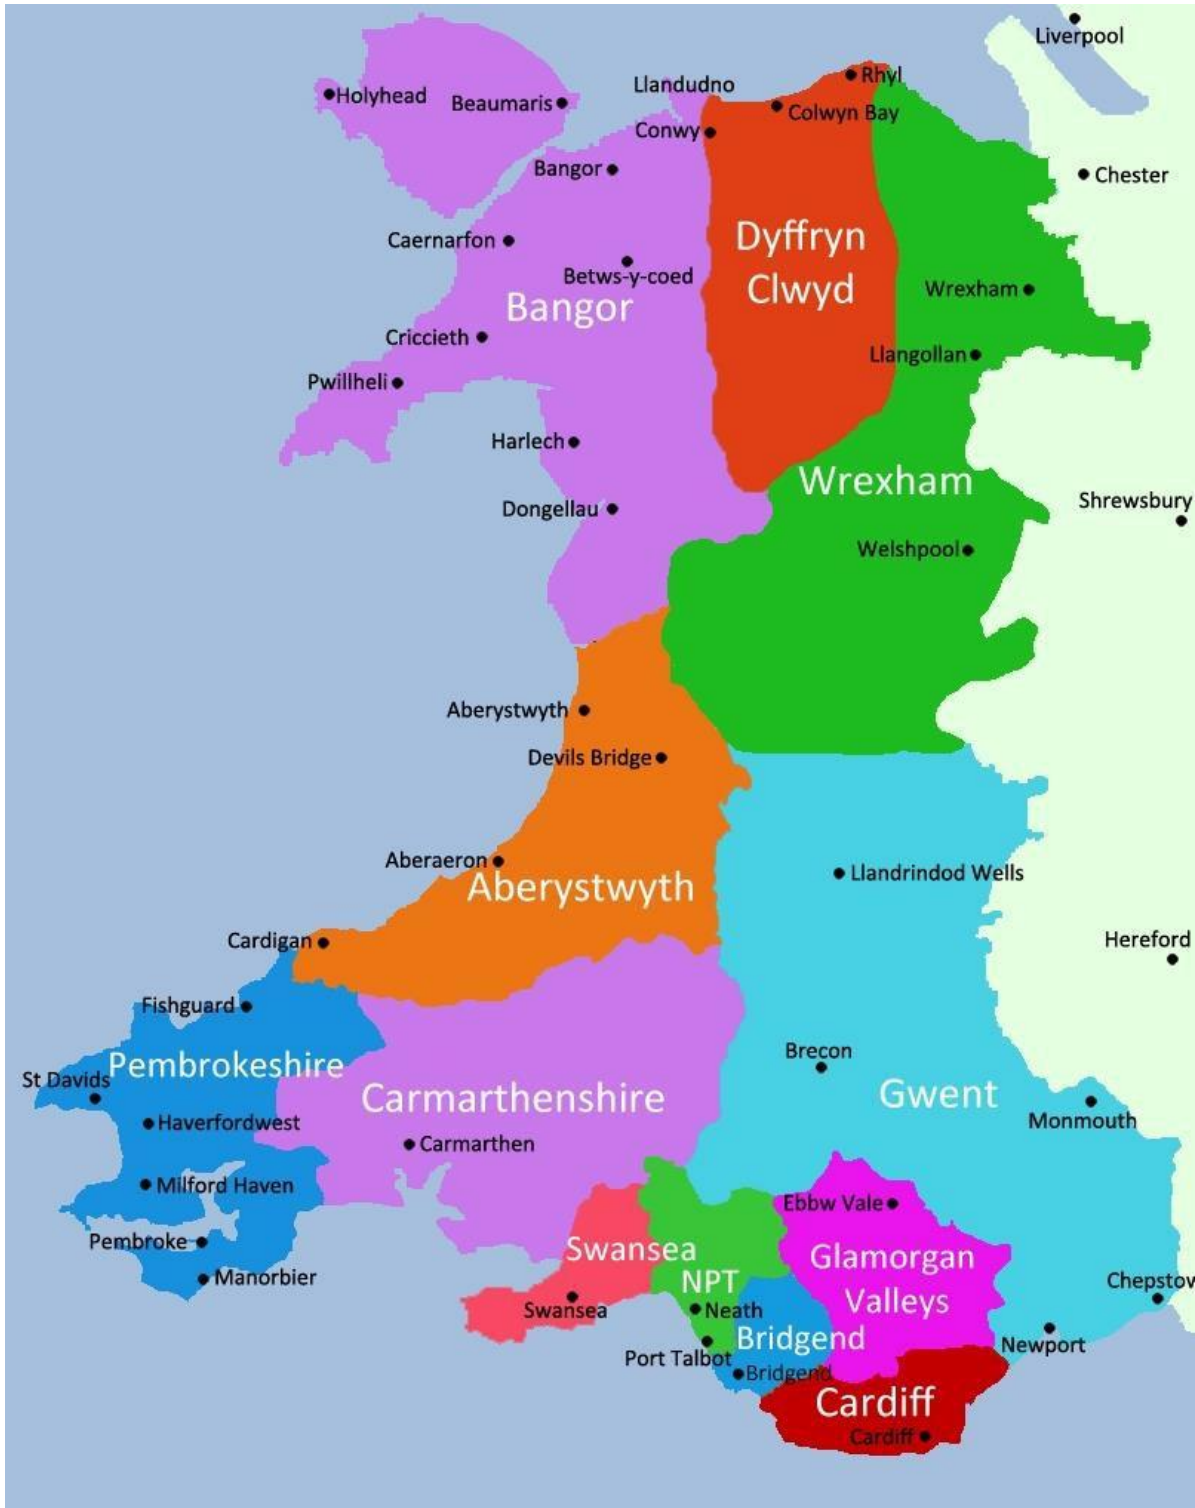 Liverpool
Rhyl
Llandudno
Holyhead
Beaumaris
Colwyn Bay
Conwy
Bangor
Chester
Dyffryn
Clwyd
Caernarfon
Betws-y-coed
Wrexham
Bangor
Criccieth
Llangollan
Pwillheli
Harlech
Wrexham
Shrewsbury
Dongellau
Welshpool
Aberystwyth
Devils Bridge
Aberaeron
Llandrindod Wells
Aberystwyth
Cardigan
Hereford
Fishguard
Brecon
Pembrokeshire
St Davids
Carmarthenshire
Gwent
Haverfordwest
Monmouth
Carmarthen
Milford Haven
Ebbw Vale
Pembroke
Swansea
Glamorgan
Valleys
Manorbier
NPT
Chepstov
Swansea
Neath
Bridgend
Newport
Port Talbot
Bridgend
Cardiff
Cardiff